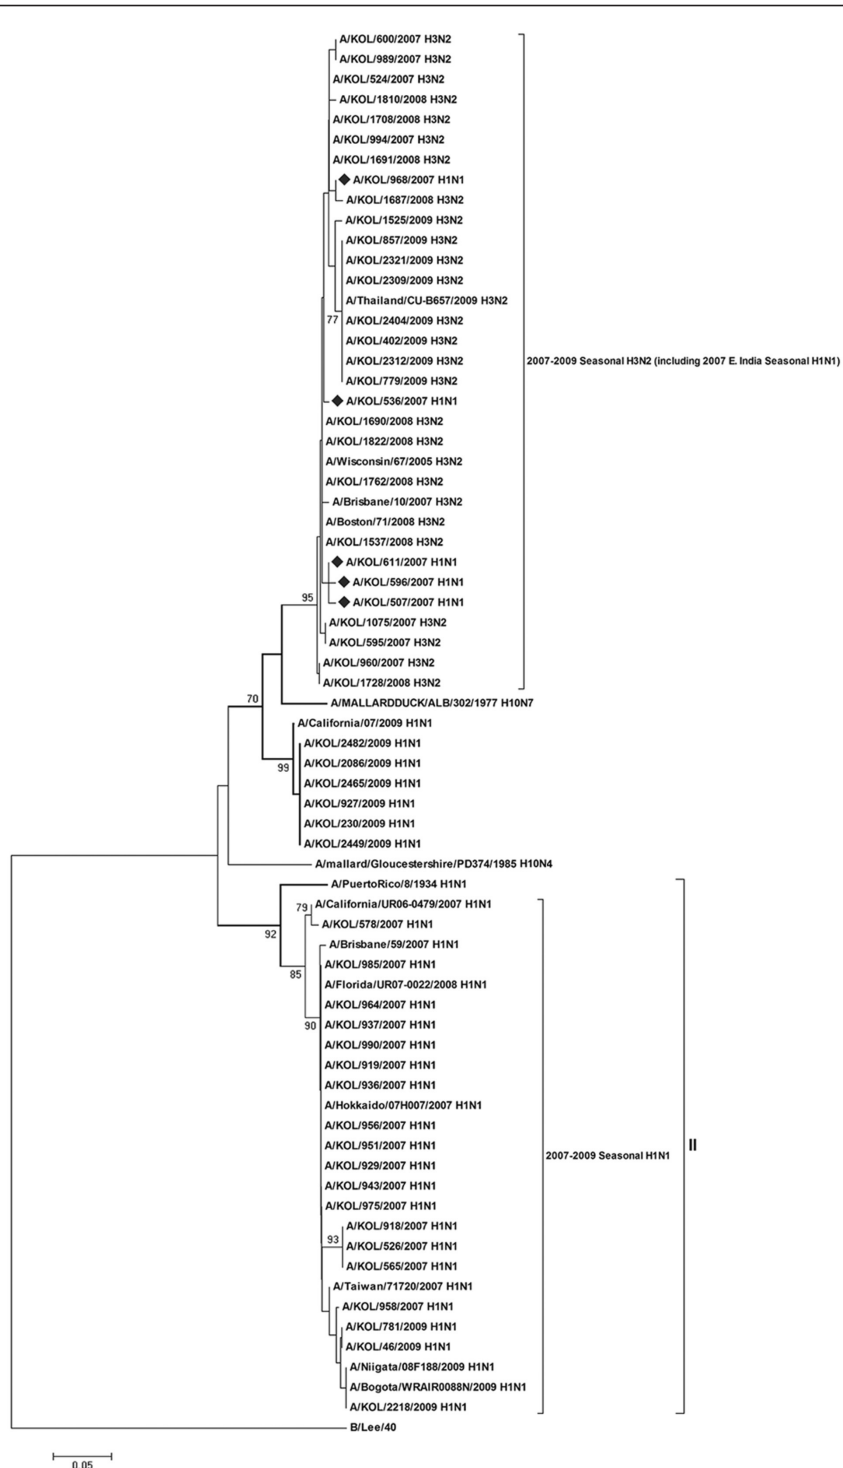 A/KOL/600/2007 H3N2
A/KOL/989/2007 H3N2
A/KOL/524/2007 H3N2
A/KOL/1810/2008 H3N2
A/KOL/1708/2008 H3N2
A/KOL/994/2007 H3N2
A/KOL/1691/2008 H3N2
A/KOL/968/2007 H1N1
A/KOL/1687/2008 H3N2
A/KOL/1525/2009 H3N2
A/KOL/857/2009 H3N2
A/KOL/2321/2009 H3N2
A/KOL/2309/2009 H3N2
A/Thailand/CU-B657/2009 H3N2
77
A/KOL/2404/2009 H3N2
A/KOL/402/2009 H3N2
A/KOL/2312/2009 H3N2
2007-2009 Seasonal H3N2 (including 2007 E. India Seasonal H1N1)
A/KOL/779/2009 H3N2
A/KOL/536/2007 H1N1
A/KOL/1690/2008 H3N2
A/KOL/1822/2008 H3N2
A/Wisconsin/67/2005 H3N2
A/KOL/1762/2008 H3N2
A/Brisbane/10/2007 H3N2
A/Boston/71/2008 H3N2
A/KOL/1537/2008 H3N2
A/KOL/611/2007 H1N1
A/KOL/596/2007 H1N1
95
A/KOL/507/2007 H1N1
A/KOL/1075/2007 H3N2
A/KOL/595/2007 H3N2
A/KOL/960/2007 H3N2
A/KOL/1728/2008 H3N2
70
A/MALLARDDUCK/ALB/302/1977 H10N7
A/California/07/2009 H1N1
A/KOL/2482/2009 H1N1
A/KOL/2086/2009 H1N1
99
A/KOL/2465/2009 H1N1
A/KOL/927/2009 H1N1
A/KOL/230/2009 H1N1
A/KOL/2449/2009 H1N1
A/mallard/Gloucestershire/PD374/1985 H10N4
A/PuertoRico/8/1934 H1N1
79
A/California/UR06-0479/2007 H1N1
A/KOL/578/2007 H1N1
92
A/Brisbane/59/2007 H1N1
A/KOL/985/2007 H1N1
85
A/Florida/UR07-0022/2008 H1N1
A/KOL/964/2007 H1N1
90
A/KOL/937/2007 H1N1
A/KOL/990/2007 H1N1
A/KOL/919/2007 H1N1
A/KOL/936/2007 H1N1
A/Hokkaido/07H007/2007 H1N1
A/KOL/956/2007 H1N1
A/KOL/951/2007 H1N1
II
2007-2009 Seasonal H1N1
A/KOL/929/2007 H1N1
A/KOL/943/2007 H1N1
A/KOL/975/2007 H1N1
A/KOL/918/2007 H1N1
93
A/KOL/526/2007 H1N1
A/KOL/565/2007 H1N1
A/Taiwan/71720/2007 H1N1
A/KOL/958/2007 H1N1
A/KOL/781/2009 H1N1
A/KOL/46/2009 H1N1
A/Niigata/08F188/2009 H1N1
A/Bogota/WRAIR0088N/2009 H1N1
A/KOL/2218/2009 H1N1
B/Lee/40
0.05